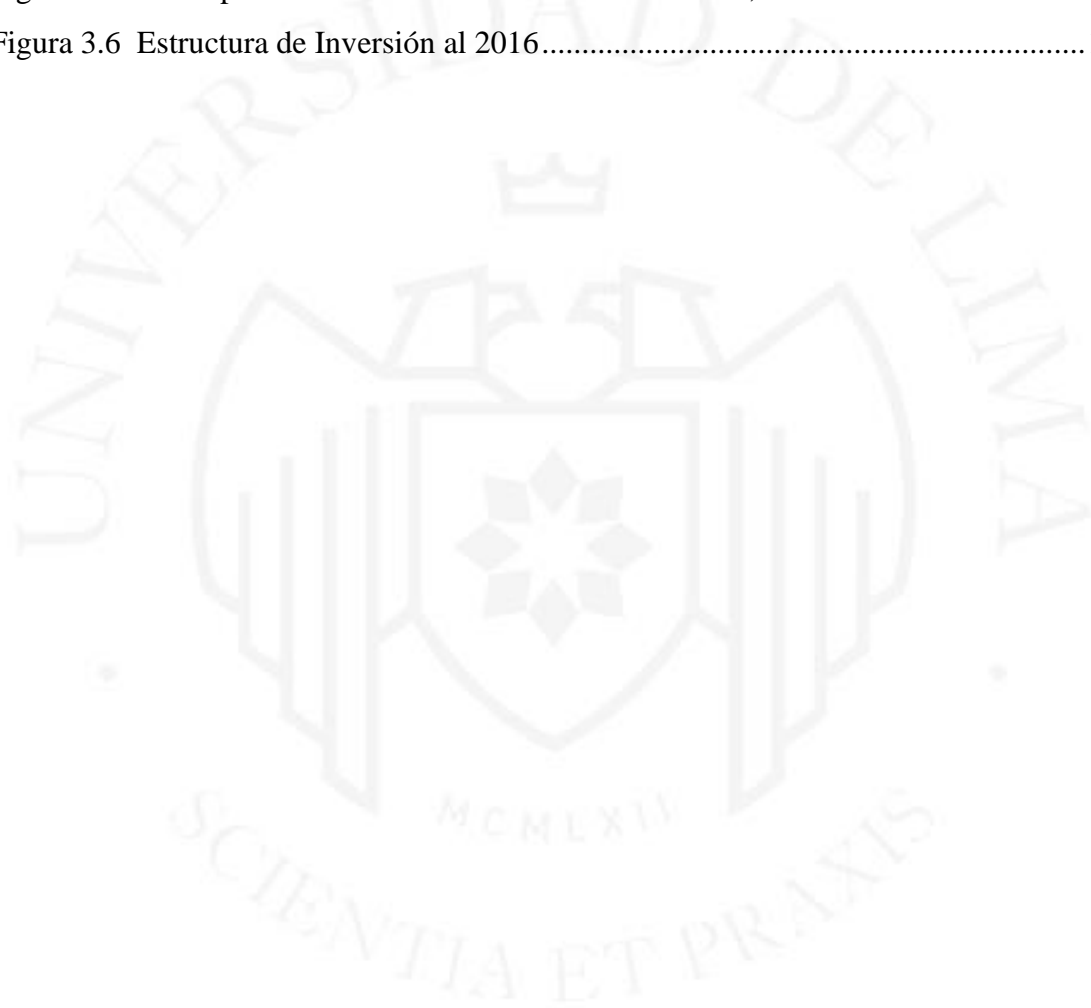 Figura 3.6 Estructura de Inversión al 2016....................................................................................
UNIVERSIDAD DE LIMA
MCMLXII
SCIENTIA ET PRAXIS